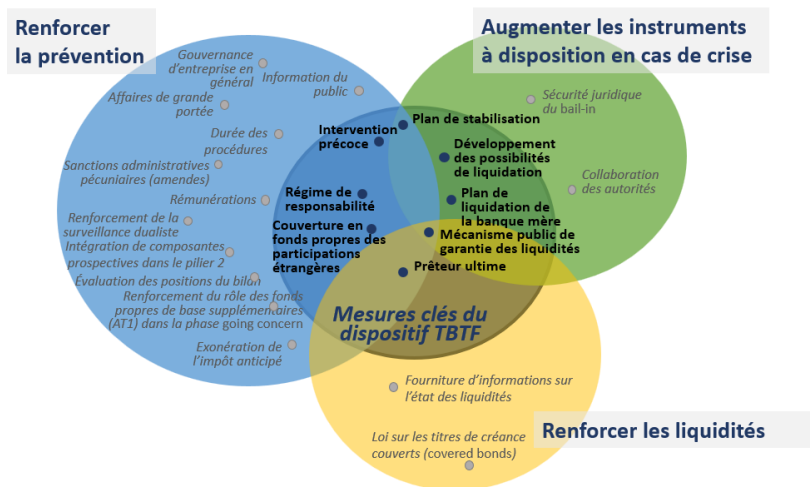 Renforcer
la prévention
Augmenter les instruments
à disposition en cas de crise
Gouvernance
d'entreprise en
général
Information du
public
Affaires de grande
portée
Durée des
procédures
Sanctions administratives
pécuniaires (amendes)
Rémunérations
Renforcement de la
surveillance dualiste
Intégration de composantes
prospectives dans le pilier 2
Évaluation des positions du bilan
Renforcement du rôle des fonds
propres de base supplémentaires
(AT1) dans la phase going concern
Exonération de
l'impôt anticipé
Intervention
précoce
Régime de
responsabilité
Couverture en
fonds propres des
participations
étrangères
Plan de stabilisation
Développement
des possibilités
de liquidation
Plan de
liquidation de
la banque mère
Mécanisme public de
garantie des liquidités
Prêteur ultime
Mesures clés du
dispositif TBTF
Sécurité juridique
du bail-in
Collaboration
des autorités
Fourniture d'informations sur
l'état des liquidités
Loi sur les titres de créance
couverts (covered bonds)
Renforcer les liquidités